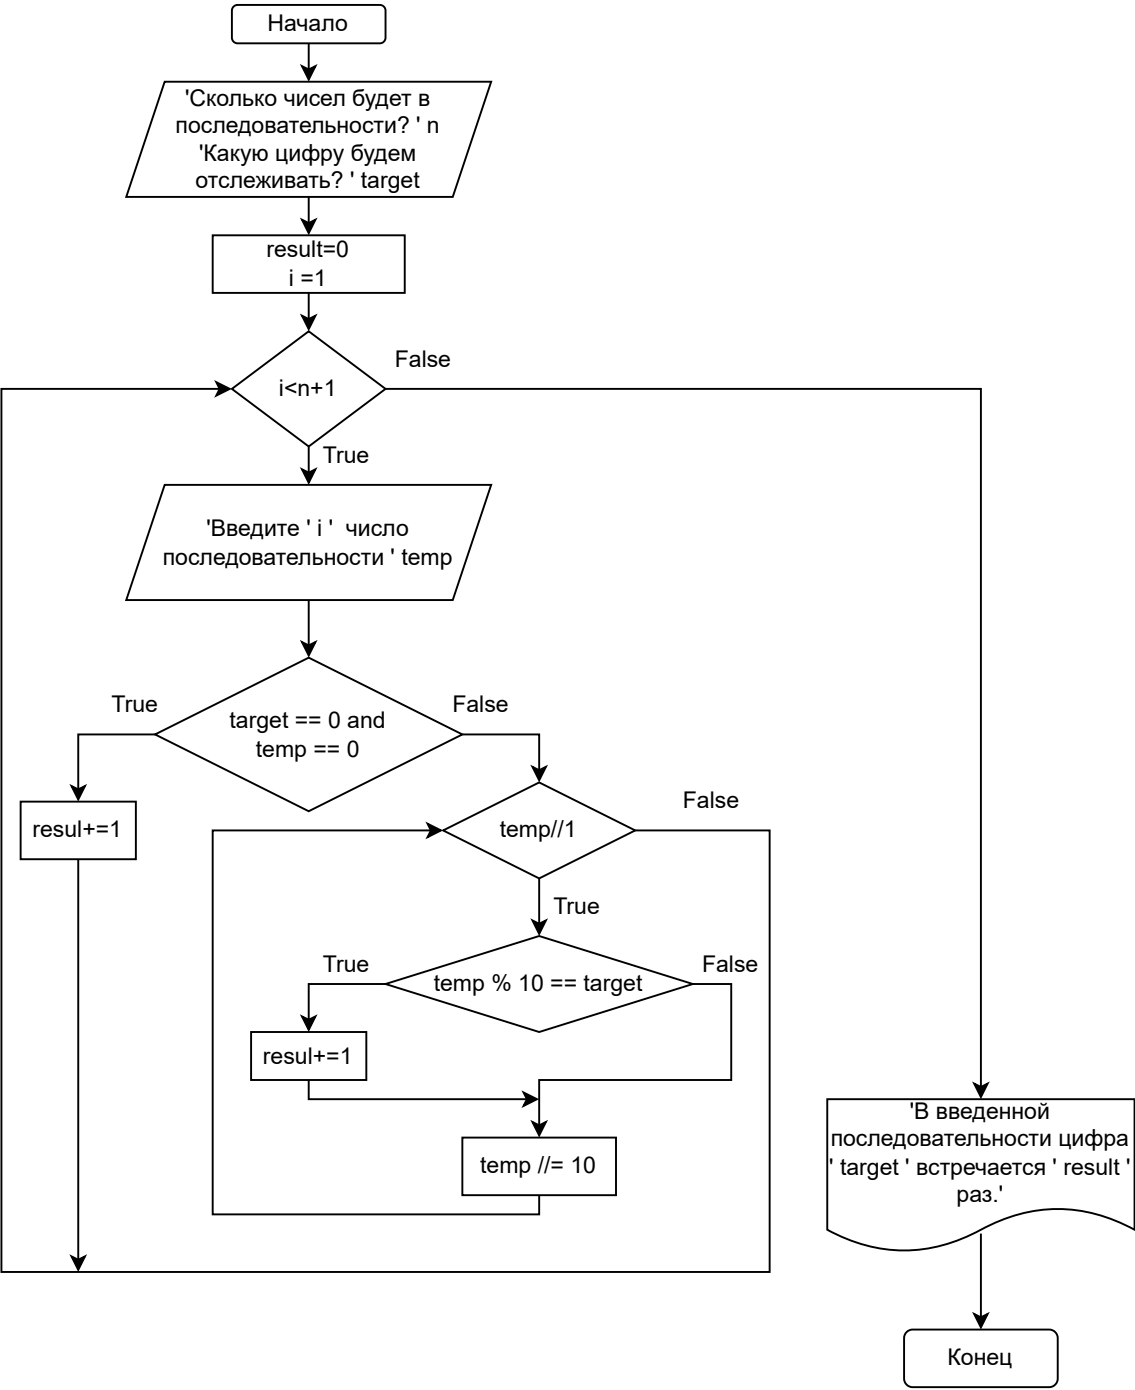 Начало
'Сколько чисел будет в
последовательности? ' n
'Какую цифру будем
отслеживать? ' target
result=0
i =1
i<n+1
False
True
'Введите ' i '  число
последовательности ' temp
target == 0 and
temp == 0
True
False
resul+=1
temp//1
False
True
temp % 10 == target
True
False
resul+=1
temp //= 10
'В введенной
последовательности цифра
' target ' встречается ' result '
раз.'
Конец